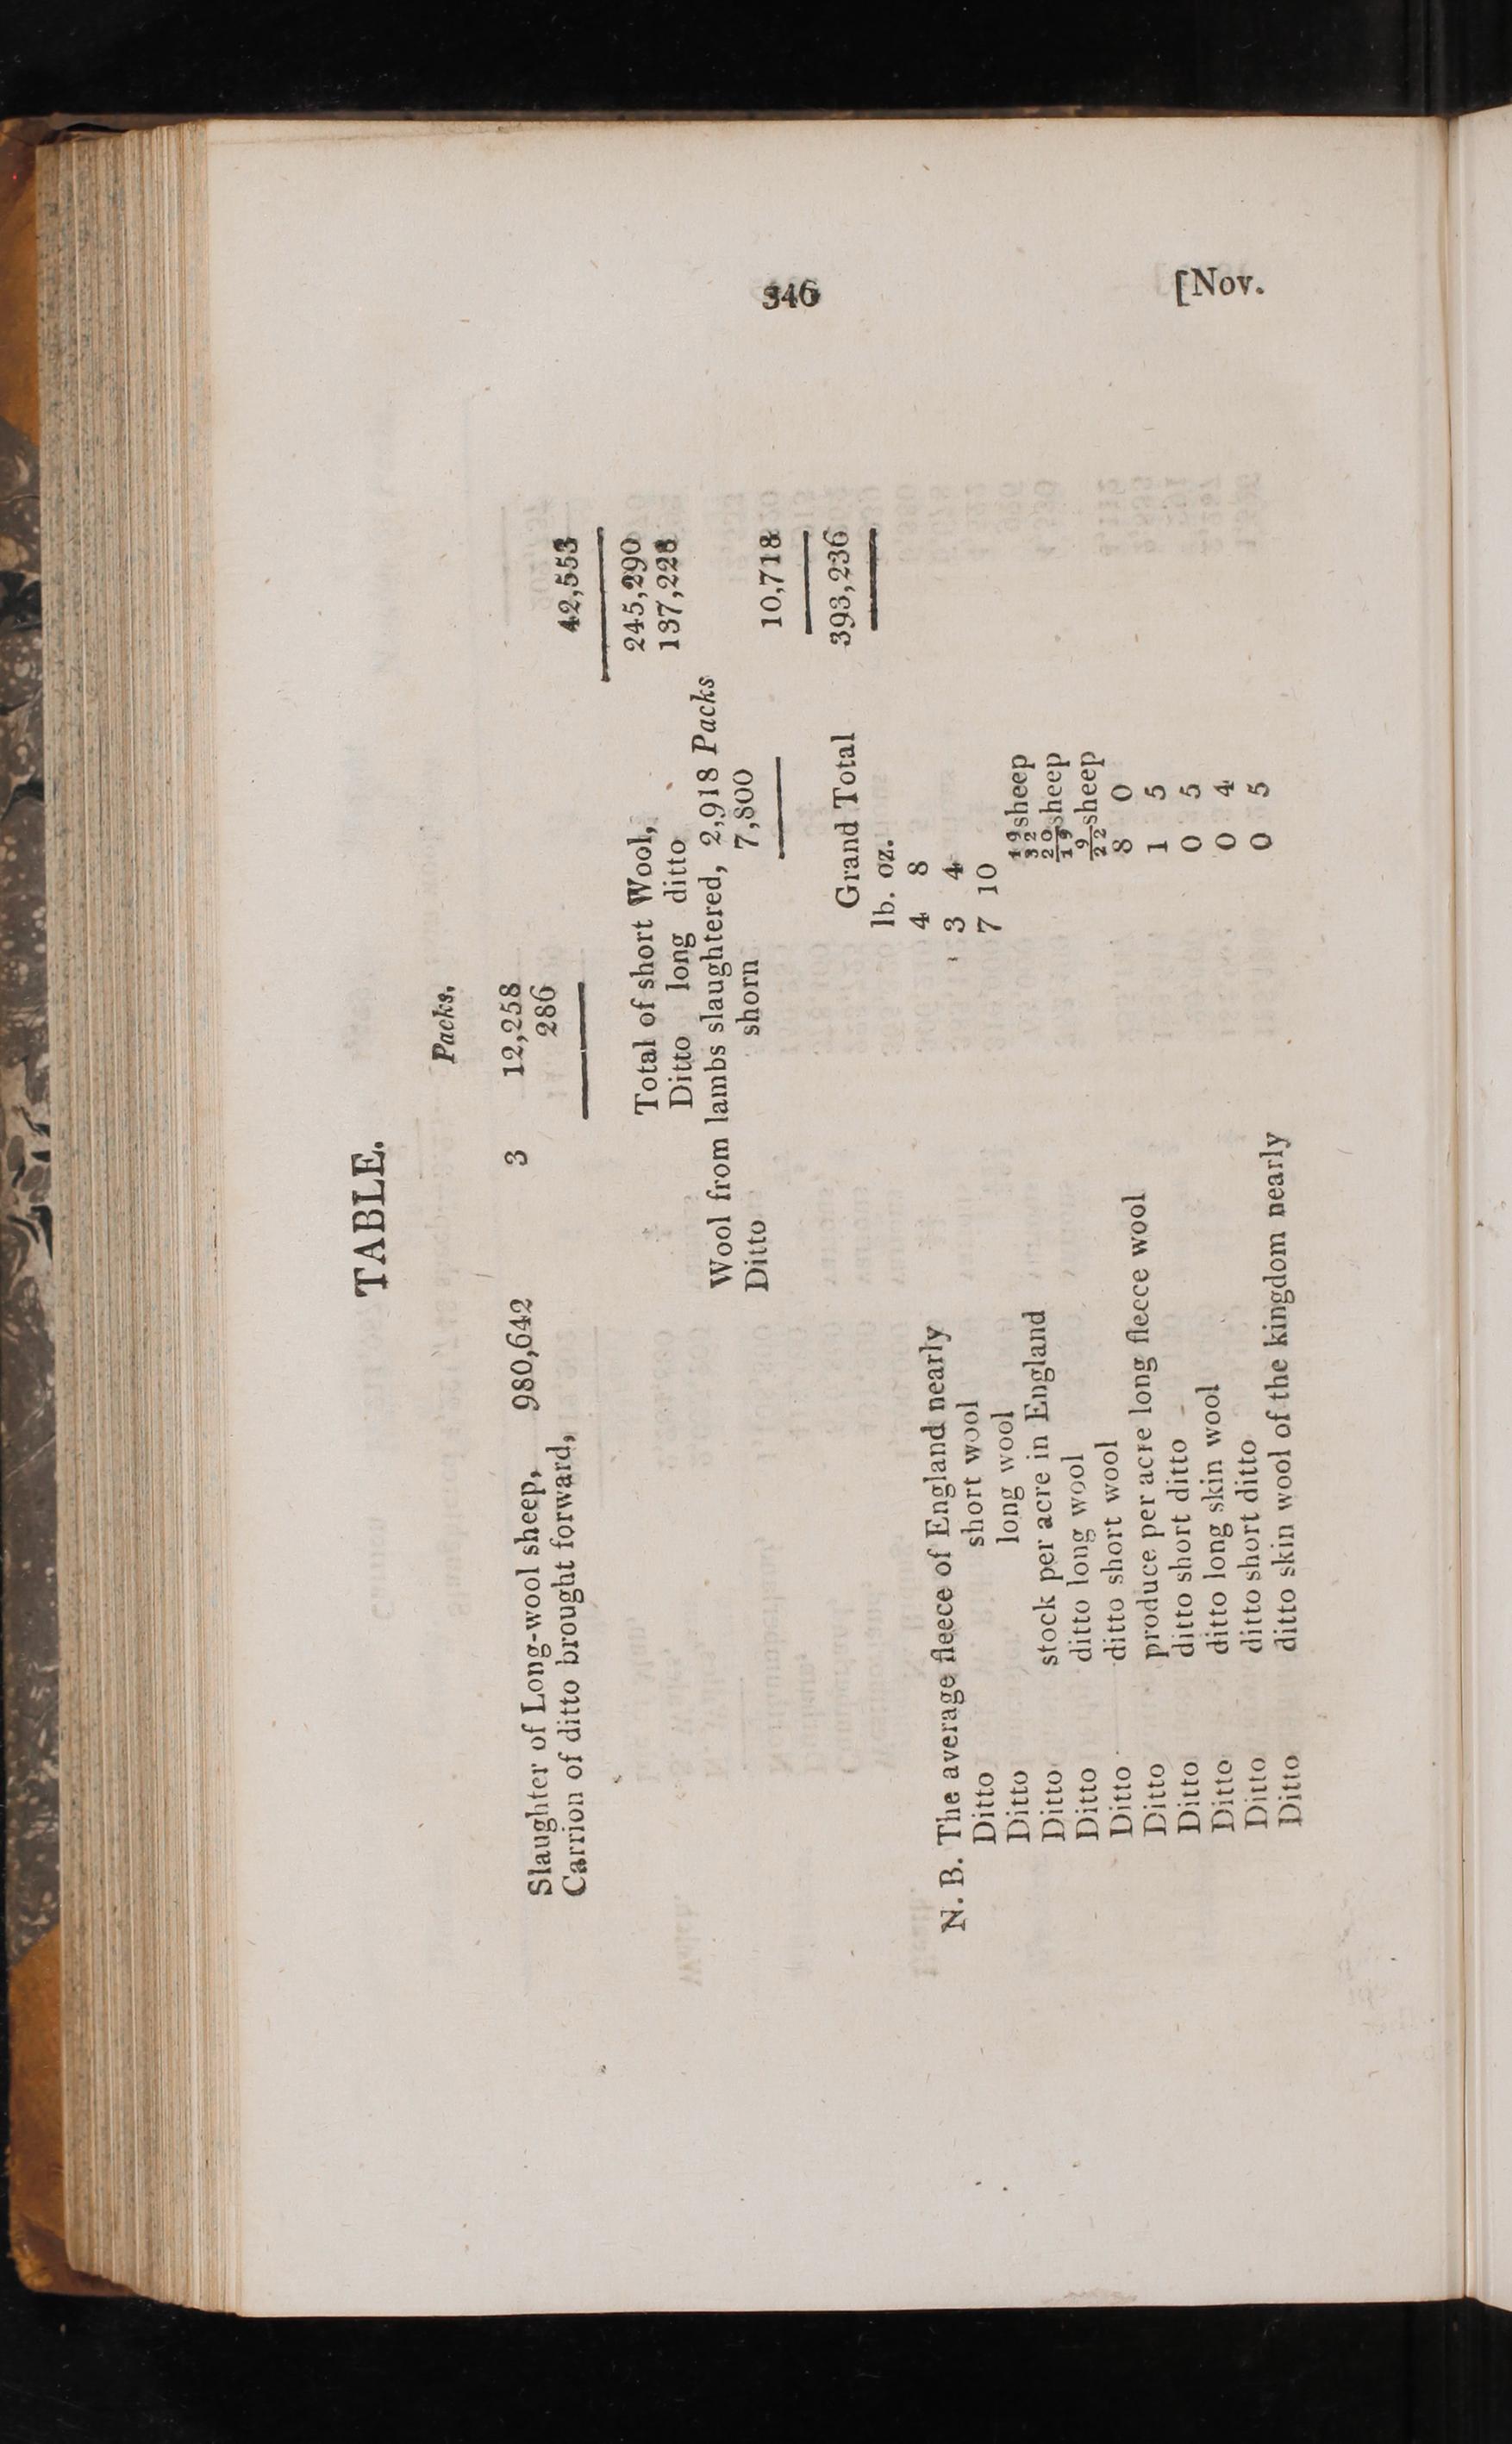 346 [Nov.
TABLE.
Packs.
Slaughter of Long-wool sheep, 980,642 3 12,258
Carrion of ditto brought forward, 286
42,553
Total of short Wool, 245,290
Ditto long ditto 137,228
Wool from lambs slaughtered, 2,918 Packs
Ditto shorn 7,800
10,718
Grand Total 393,236
lb. oz.
N. B. The average fleece of England nearly 4 8
Ditto short wool 3 4
Ditto long wool 7 10
Ditto stock per acre in England 19/32 sheep
Ditto ditto long wool 20/19 sheep
Ditto ditto short wool 9/22 sheep
Ditto produce per acre long fleece wool 8 0
Ditto ditto short ditto 1 5
Ditto ditto long skin wool 0 5
Ditto ditto short ditto 0 4
Ditto ditto skin wool of the kingdom nearly 0 5